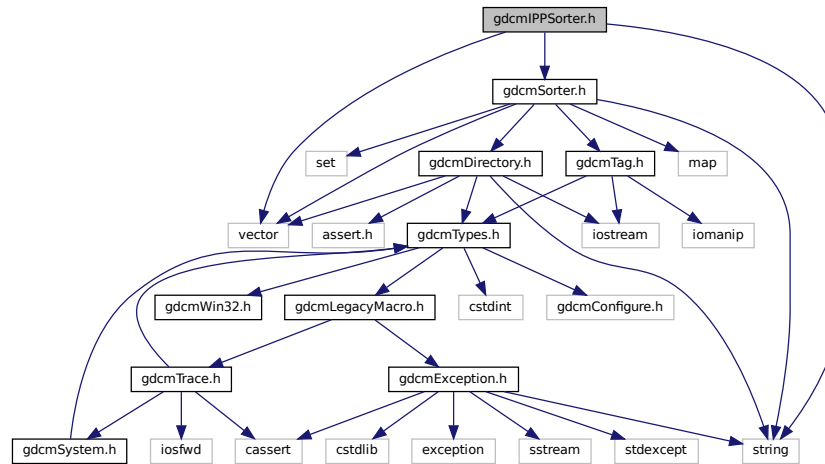 gdcmIPPSorter.h
gdcmSorter.h
set
gdcmDirectory.h
gdcmTag.h
map
vector
assert.h
gdcmTypes.h
iostream
iomanip
gdcmWin32.h
gdcmLegacyMacro.h
cstdint
gdcmConfigure.h
gdcmTrace.h
gdcmException.h
gdcmSystem.h
iosfwd
cassert
cstdlib
exception
sstream
stdexcept
string